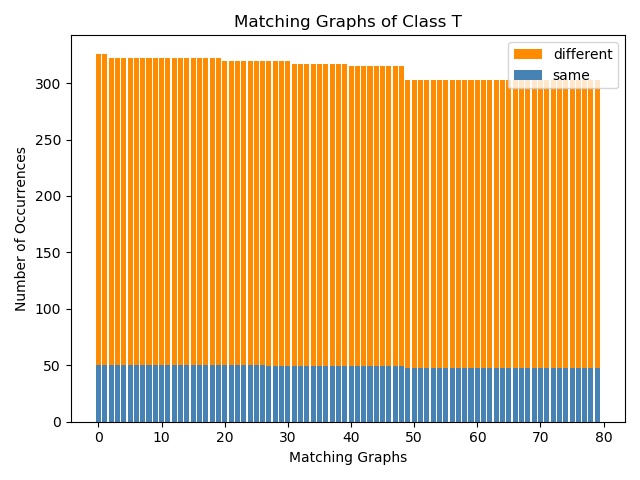 Matching Graphs of Class T
different
same
Number of Occurrences
300
250
200
150
100
50
0
0 10 20 30 40 50 60 70 80
Matching Graphs